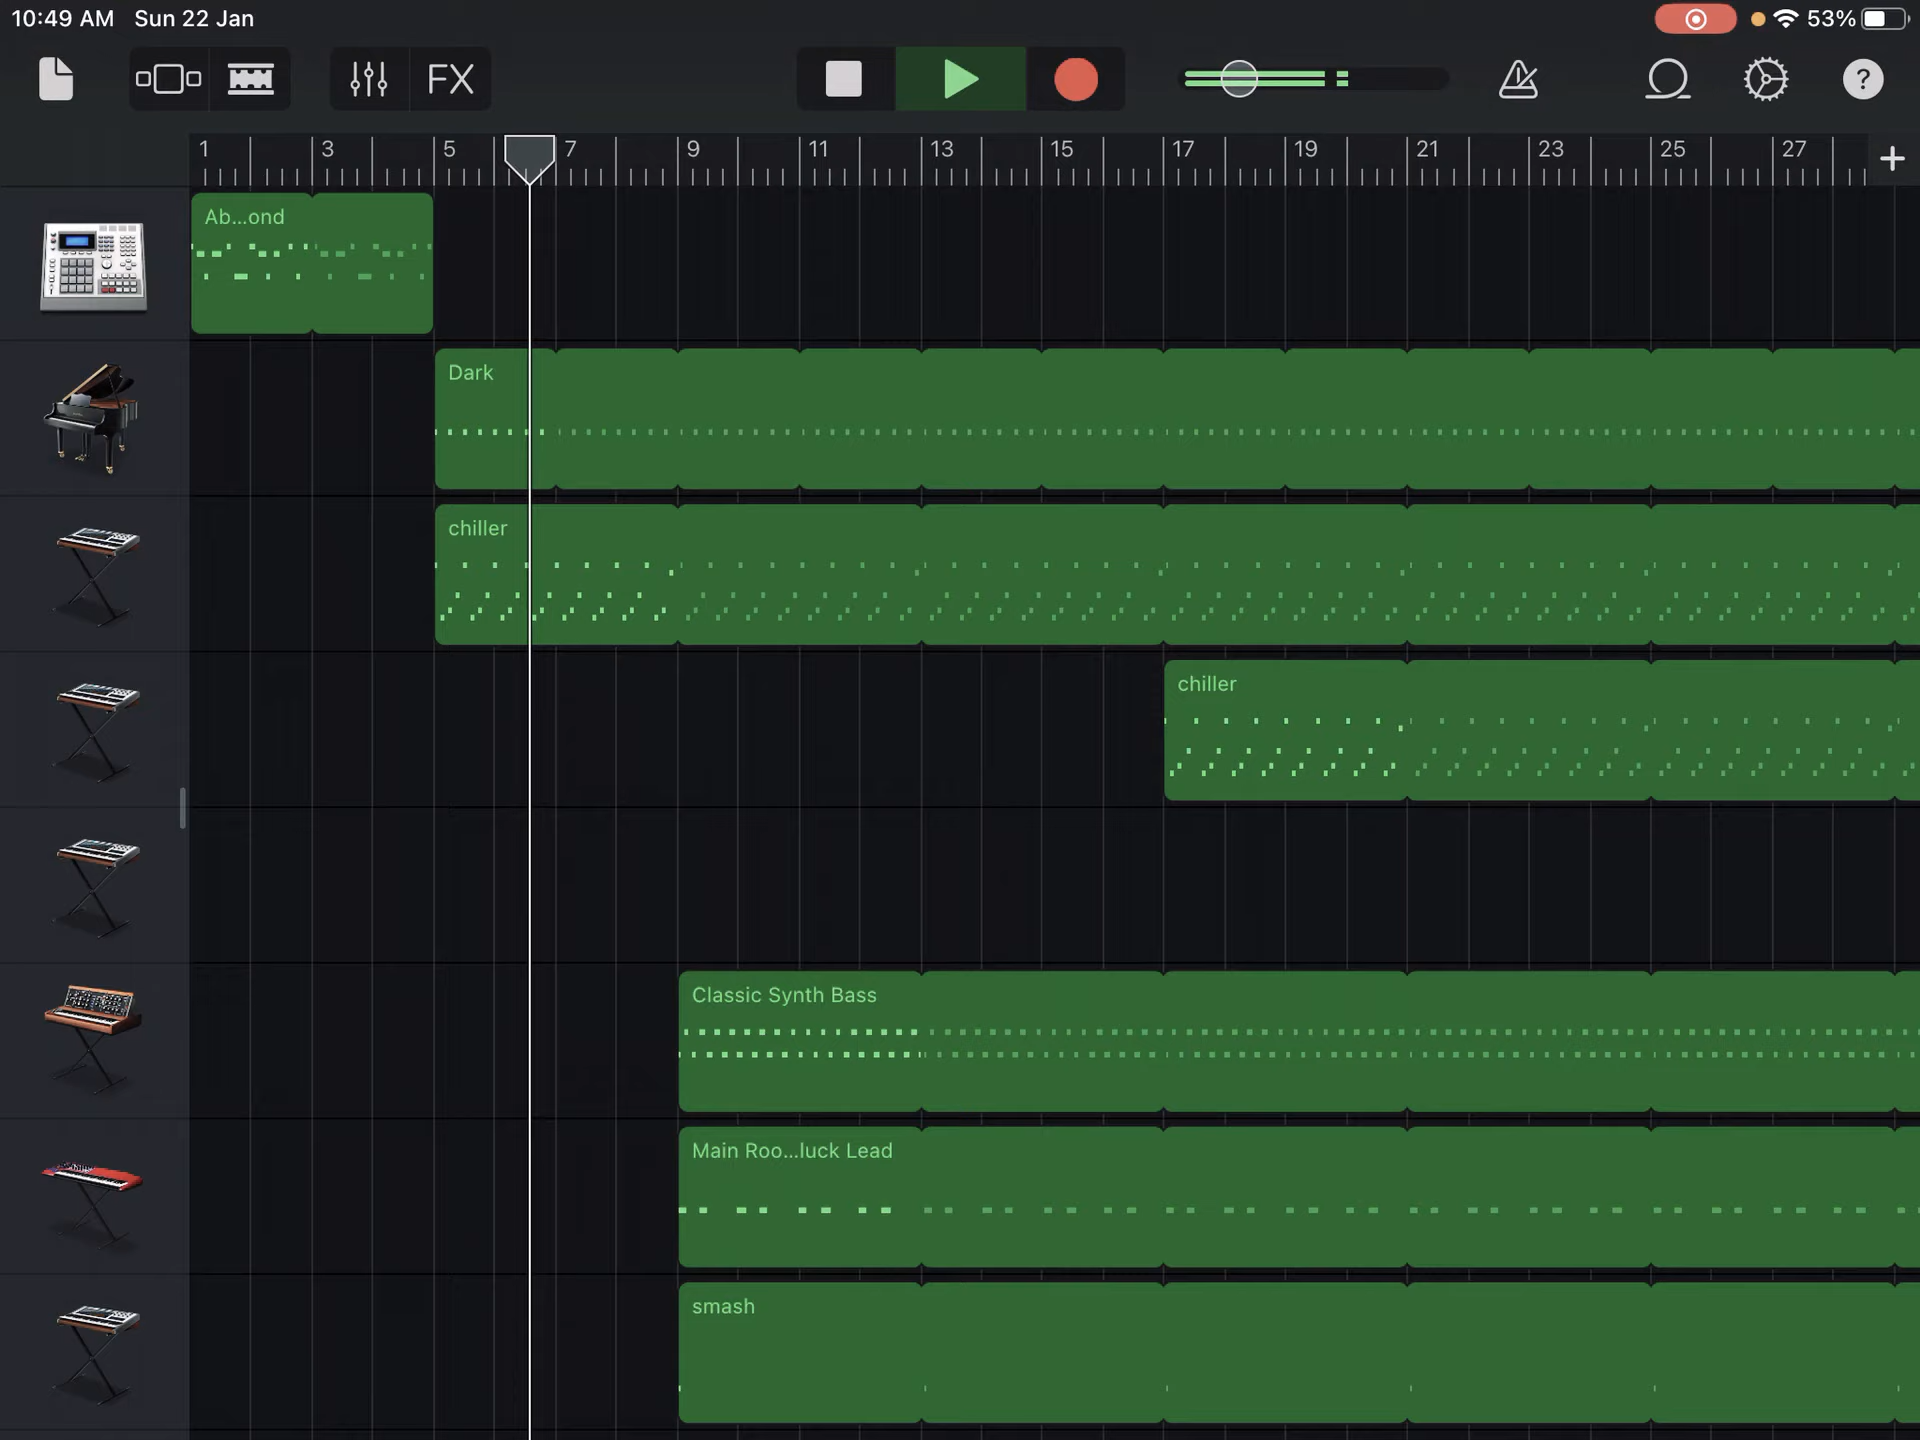 10:49 AM Sun 22 Jan
53%
FX
?
1 3 5 7 9 11 13 15 17 19 21 23 25 27
Ab...ond
Dark
chiller
chiller
Classic Synth Bass
Main Roo...luck Lead
smash